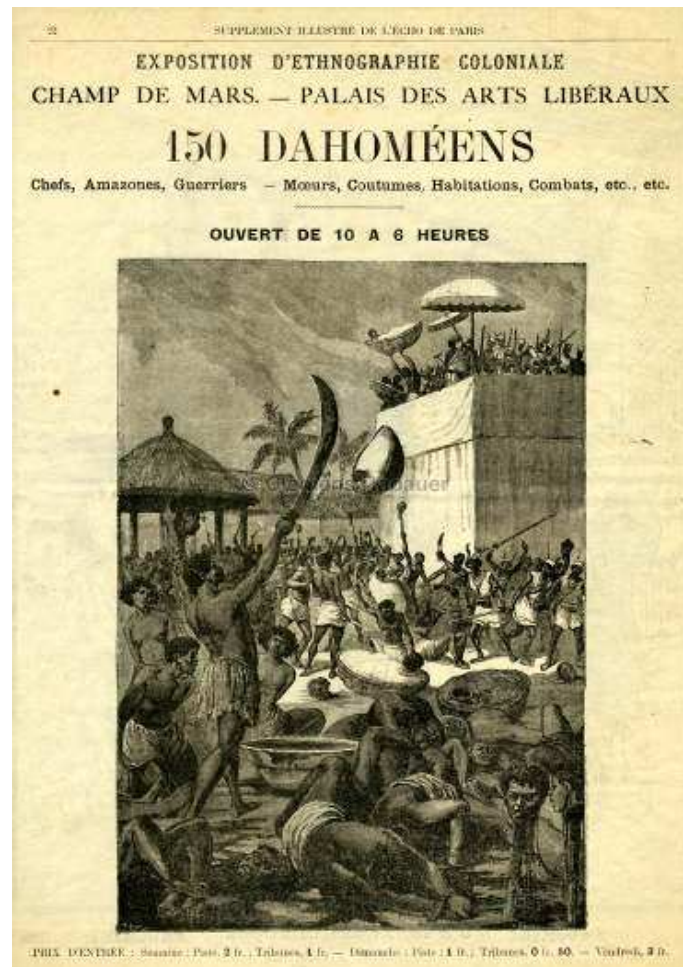 22 SUPPLEMENT ILLUSTRÉ DE L'ÉCHO DE PARIS
EXPOSITION D'ETHNOGRAPHIE COLONIALE
CHAMP DE MARS. — PALAIS DES ARTS LIBÉRAUX
150 DAHOMÉENS
Chefs, Amazones, Guerriers — Mœurs, Coutumes, Habitations, Combats, etc., etc.
OUVERT DE 10 A 6 HEURES
PRIX D'ENTRÉE : Semaine : Piste, 2 fr. ; Tribunes, 1 fr. — Dimanche : Piste : 1 fr. ; Tribunes, 0 fr. 50. — Vendredi, 3 fr.